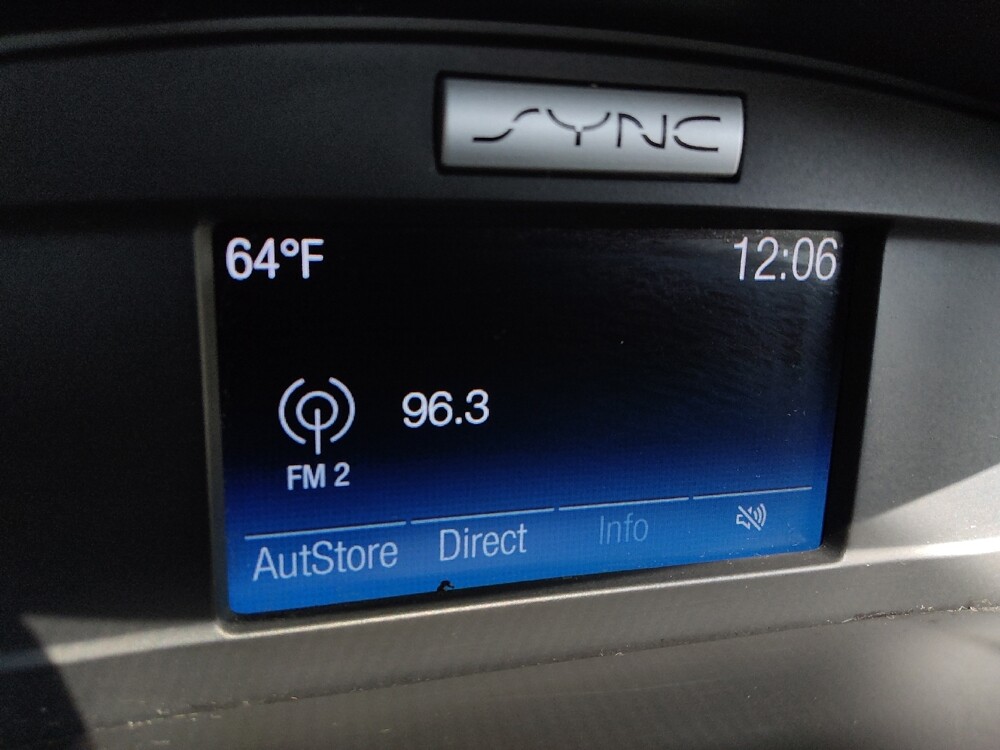 SYNC
64°F 12:06
96.3
FM 2
AutStore Direct Info